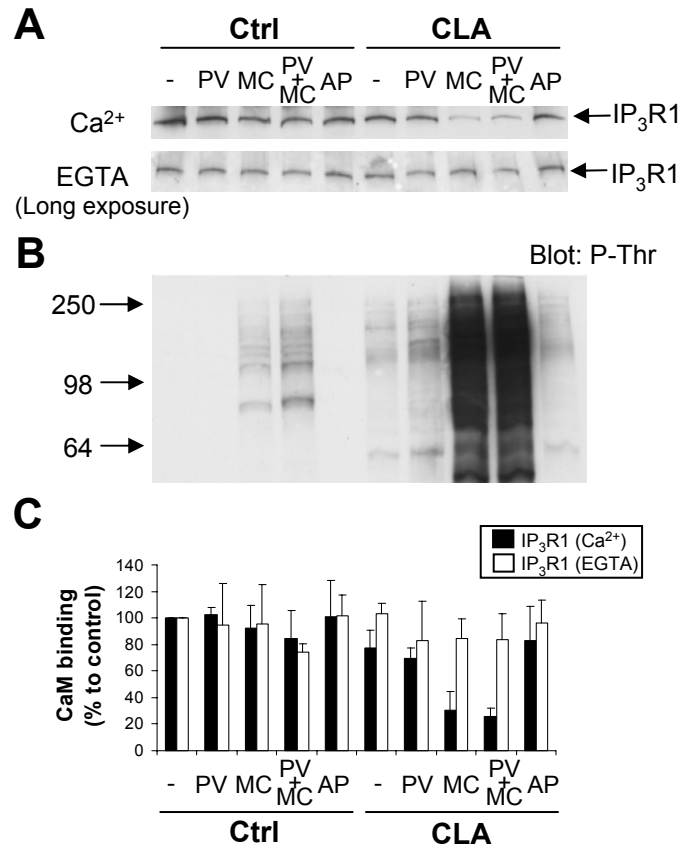 A
Ctrl CLA
- PV MC PV + MC AP - PV MC PV + MC AP
Ca²⁺ IP₃R1
EGTA IP₃R1
(Long exposure)
B
Blot: P-Thr
250
98
64
C
IP₃R1 (Ca²⁺)
IP₃R1 (EGTA)
CaM binding
(% to control)
140
120
100
80
60
40
20
0
- PV MC PV + MC AP - PV MC PV + MC AP
Ctrl CLA